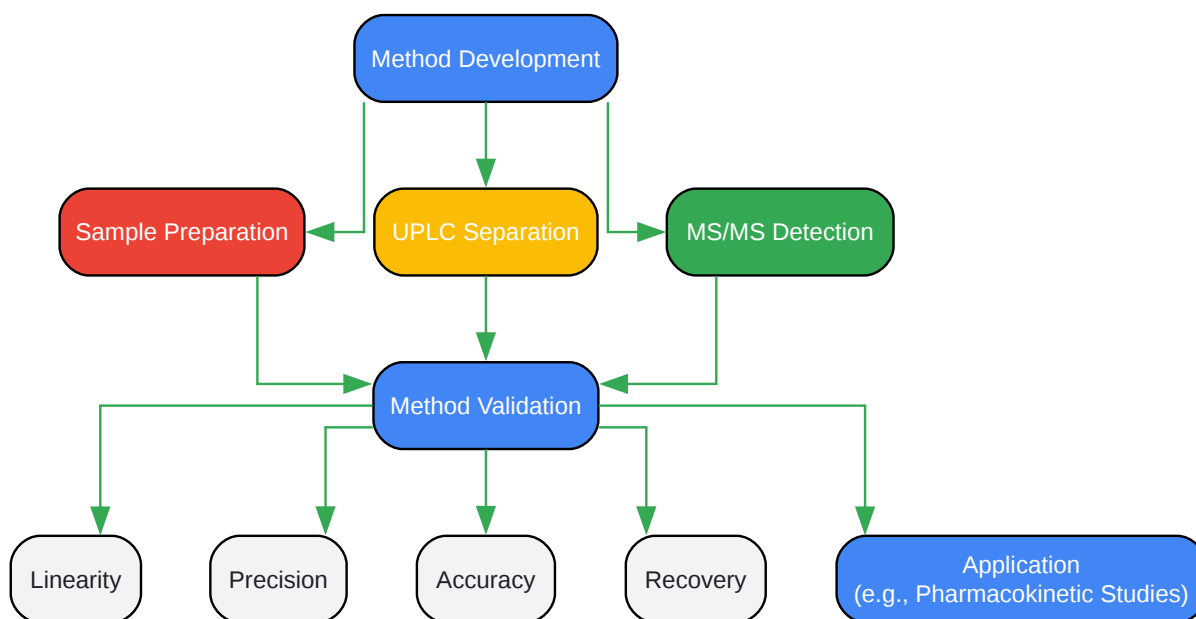 Method Development
Sample Preparation
UPLC Separation
MS/MS Detection
Method Validation
Linearity
Precision
Accuracy
Recovery
Application
(e.g., Pharmacokinetic Studies)